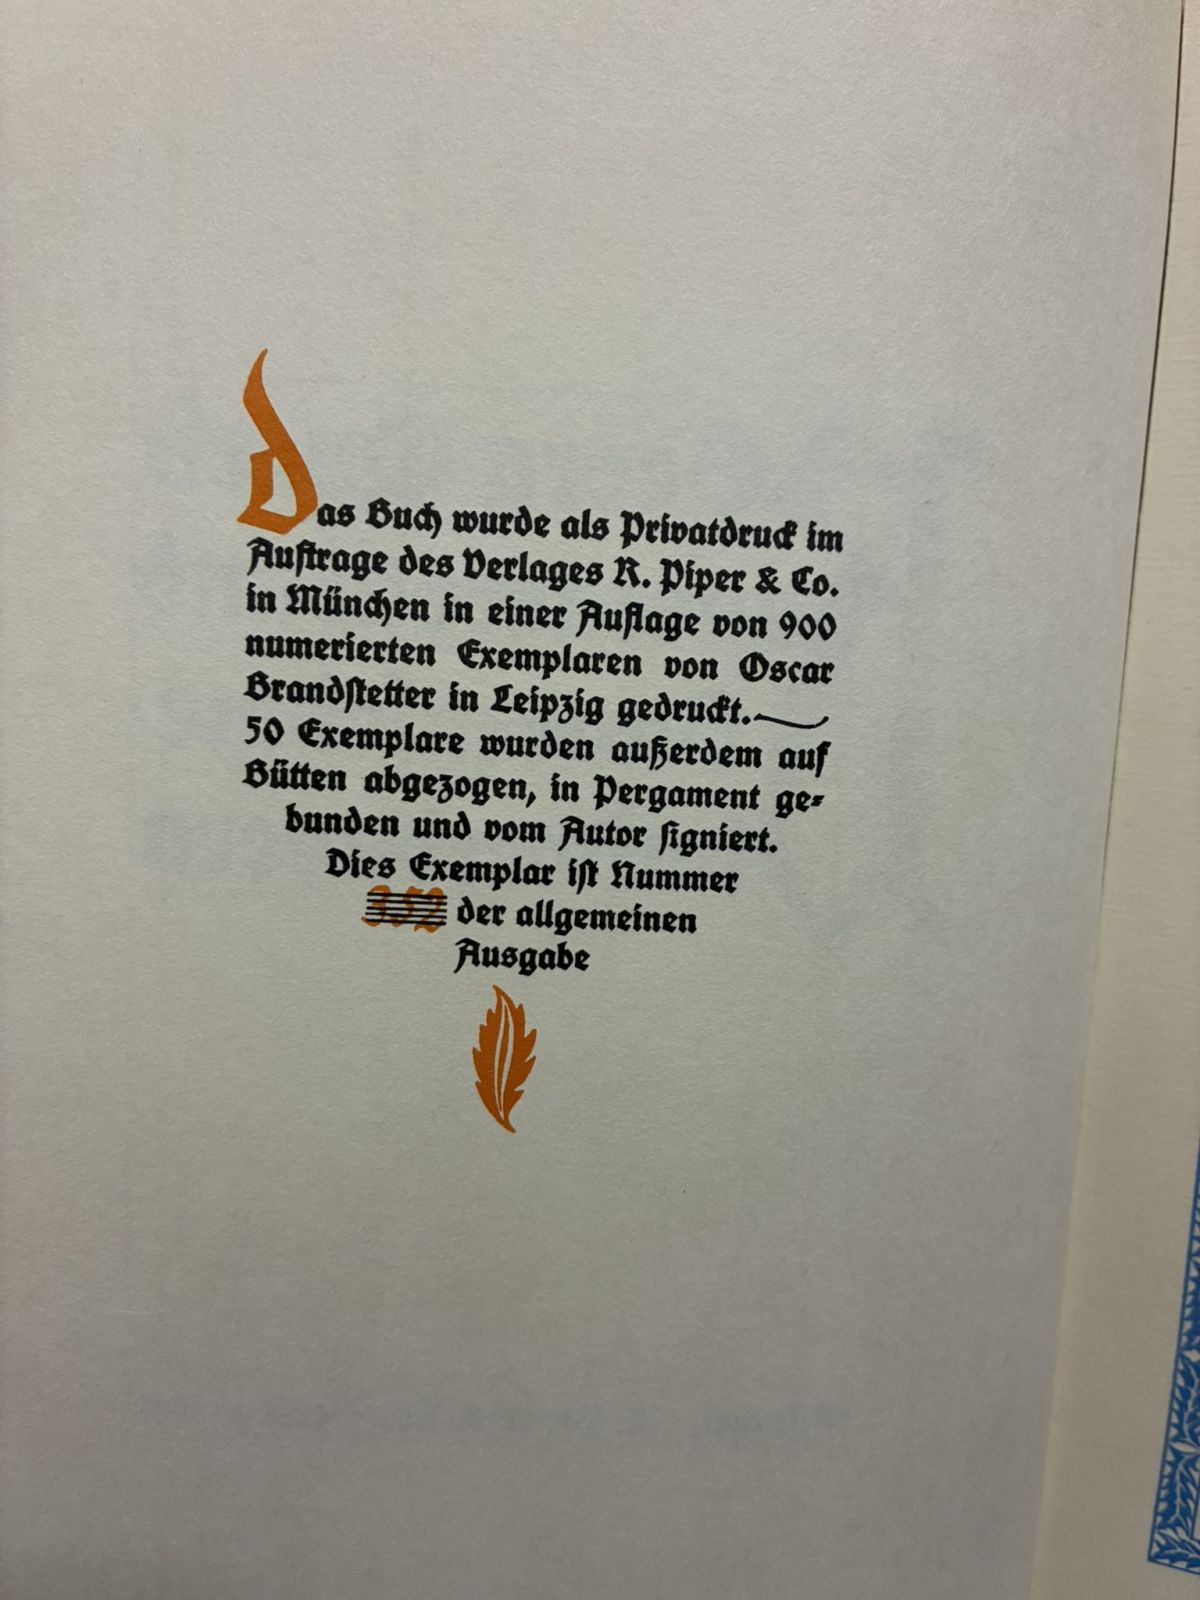 Das Buch wurde als Privatdruck im
Auftrage des Verlages R. Piper & Co.
in München in einer Auflage von 900
numerierten Exemplaren von Oscar
Brandstetter in Leipzig gedruckt.
50 Exemplare wurden außerdem auf
Bütten abgezogen, in Pergament ge-
bunden und vom Autor signiert.
Dies Exemplar ist Nummer
352 der allgemeinen
Ausgabe